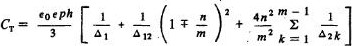 C_T = \frac{e_0 e p h}{3} \left[ \frac{1}{\Delta_1} + \frac{1}{\Delta_{12}} \left( 1 \mp \frac{n}{m} \right)^2 + \frac{4n^2}{m^2} \sum_{k=1}^{m-1} \frac{1}{\Delta_{2k}} \right]